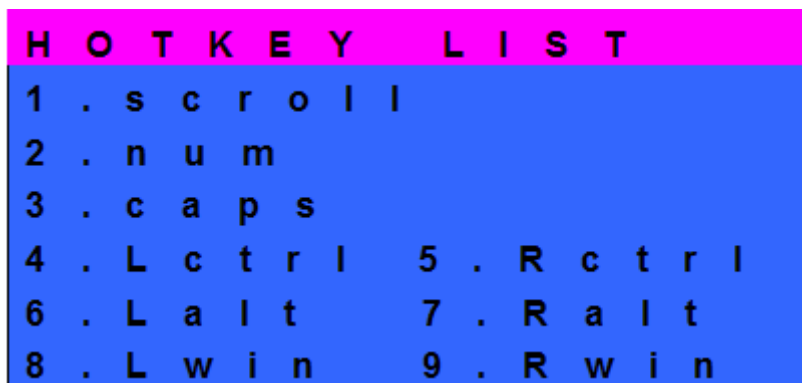 HOTKEY LIST
1.scroll
2.num
3.caps
4.Lctrl 5.Rctrl
6.Lalt 7.Ralt
8.Lwin 9.Rwin